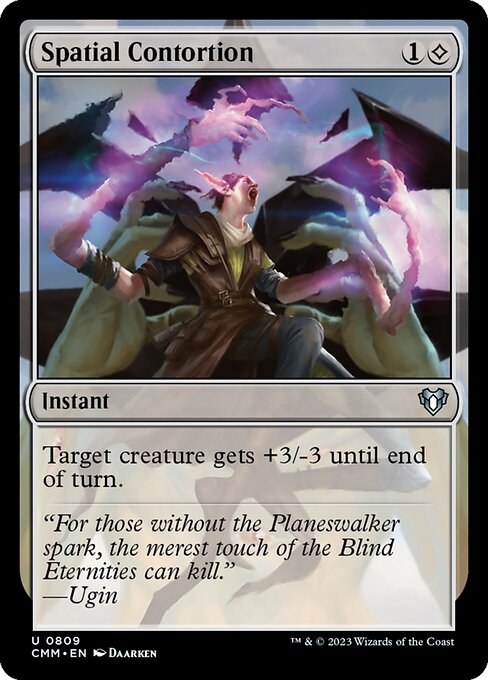 Spatial Contortion 1
Instant
Target creature gets +3/-3 until end
of turn.
“For those without the Planeswalker
spark, the merest touch of the Blind
Eternities can kill.”
—Ugin
U 0809
CMM • EN DAARKEN
™ & © 2023 Wizards of the Coast